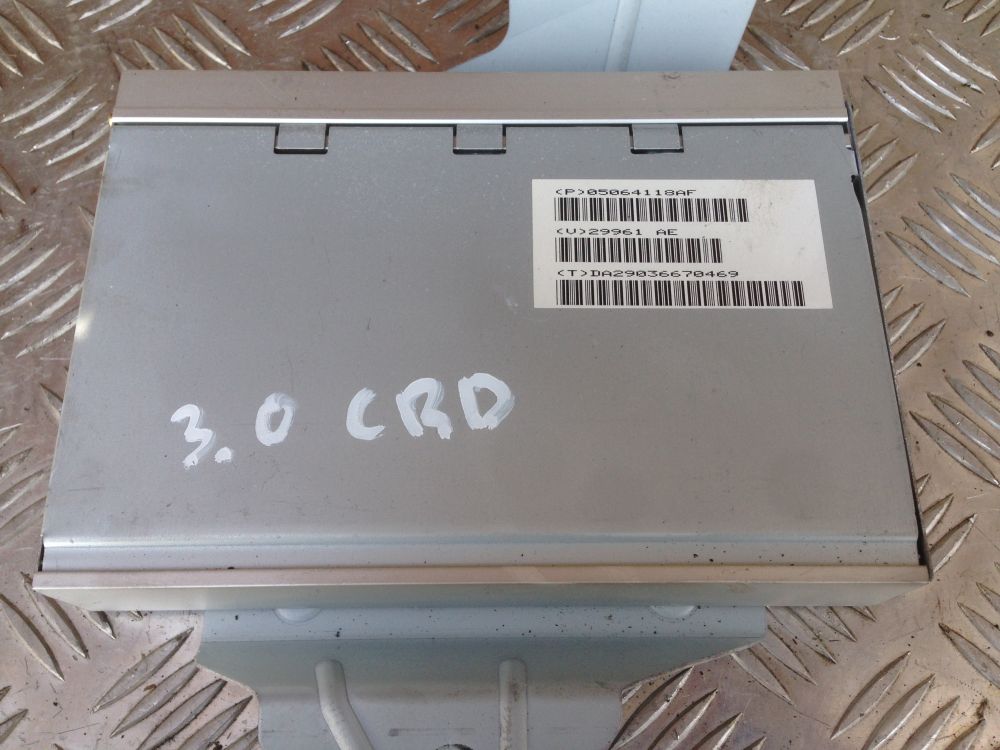 (P)05064118AF
(V)29961 AE
(T)DA29036670469
3.0 CRD